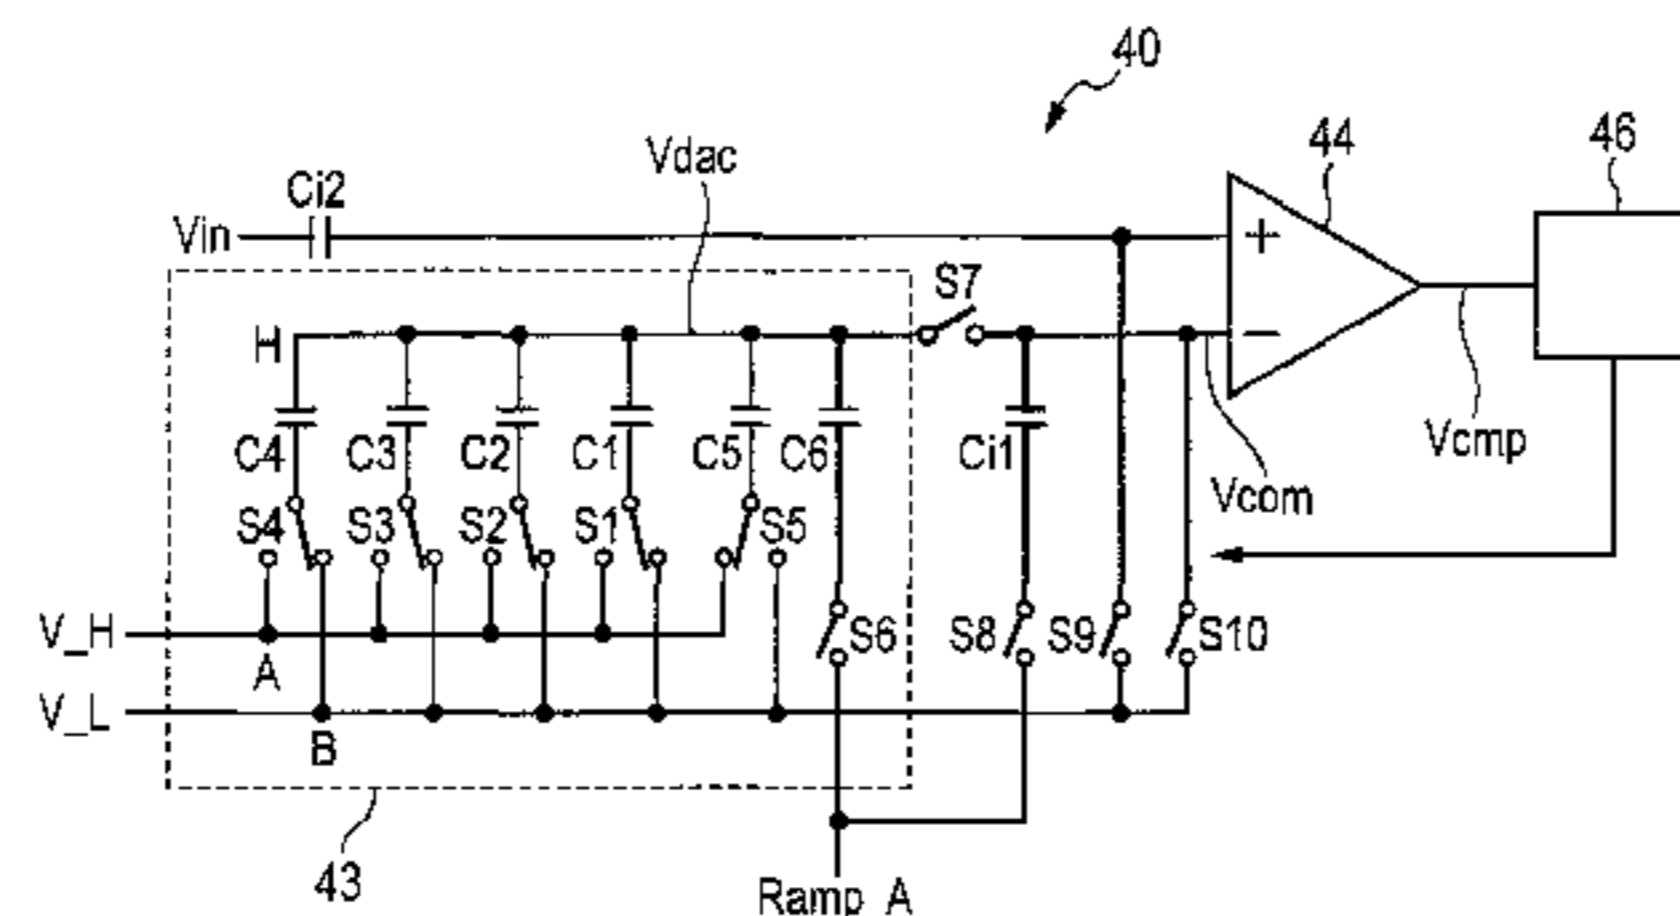 40
44
46
Vdac
Ci2
Vin
+
S7
H
−
C4 C3 C2 C1 C5 C6 Ci1
Vcmp
Vcom
S4 S3 S2 S1 S5
V_H
A
S6 S8 S9 S10
V_L
B
43
Ramp_A